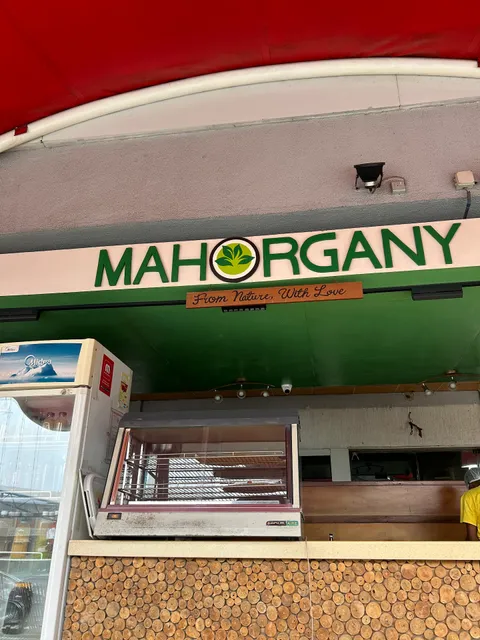 MAHORGANY
From Nature, With Love